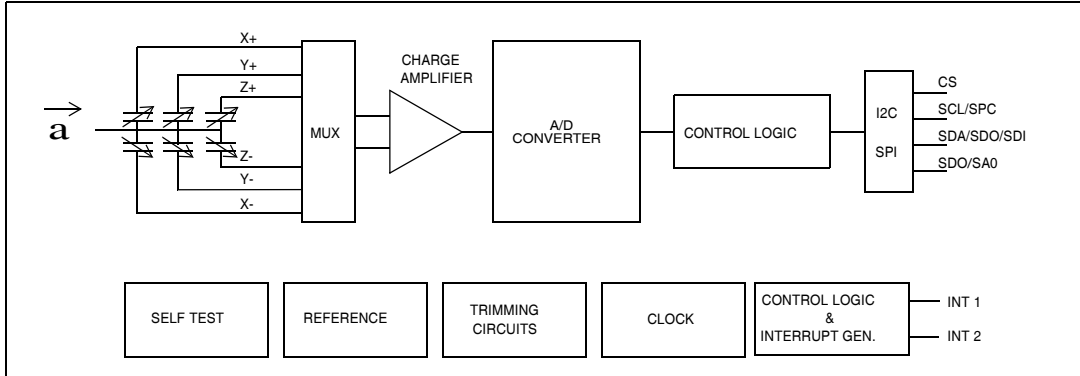 X+
Y+
Z+
a
Z-
Y-
X-
MUX
CHARGE
AMPLIFIER
A/D
CONVERTER
CONTROL LOGIC
I2C
SPI
CS
SCL/SPC
SDA/SDO/SDI
SDO/SA0
SELF TEST
REFERENCE
TRIMMING
CIRCUITS
CLOCK
CONTROL LOGIC
&
INTERRUPT GEN.
INT 1
INT 2